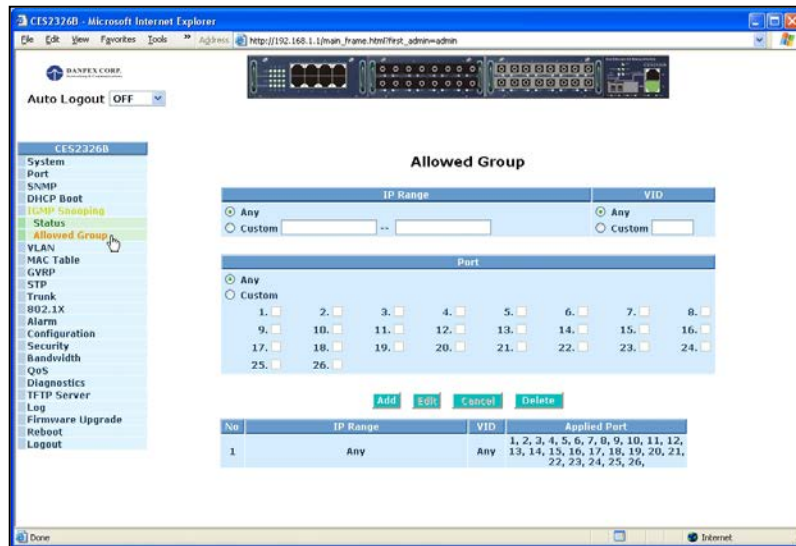 CES2326B - Microsoft Internet Explorer
File Edit View Favorites Tools » Address http://192.168.1.1/main_frame.html?first_admin=admin
DANPEX CORP.
Auto Logout OFF
CES2326B
System
Port
SNMP
DHCP Boot
IGMP Snooping
Status
Allowed Group
VLAN
MAC Table
GVRP
STP
Trunk
802.1X
Alarm
Configuration
Security
Bandwidth
QoS
Diagnostics
TFTP Server
Log
Firmware Upgrade
Reboot
Logout
Allowed Group
IP Range VID
Any Any
Custom -- Custom
Port
Any
Custom
1. 2. 3. 4. 5. 6. 7. 8.
9. 10. 11. 12. 13. 14. 15. 16.
17. 18. 19. 20. 21. 22. 23. 24.
25. 26.
Add Edit Cancel Delete
No IP Range VID Applied Port
1 Any Any 1, 2, 3, 4, 5, 6, 7, 8, 9, 10, 11, 12,
13, 14, 15, 16, 17, 18, 19, 20, 21,
22, 23, 24, 25, 26,
Done Internet